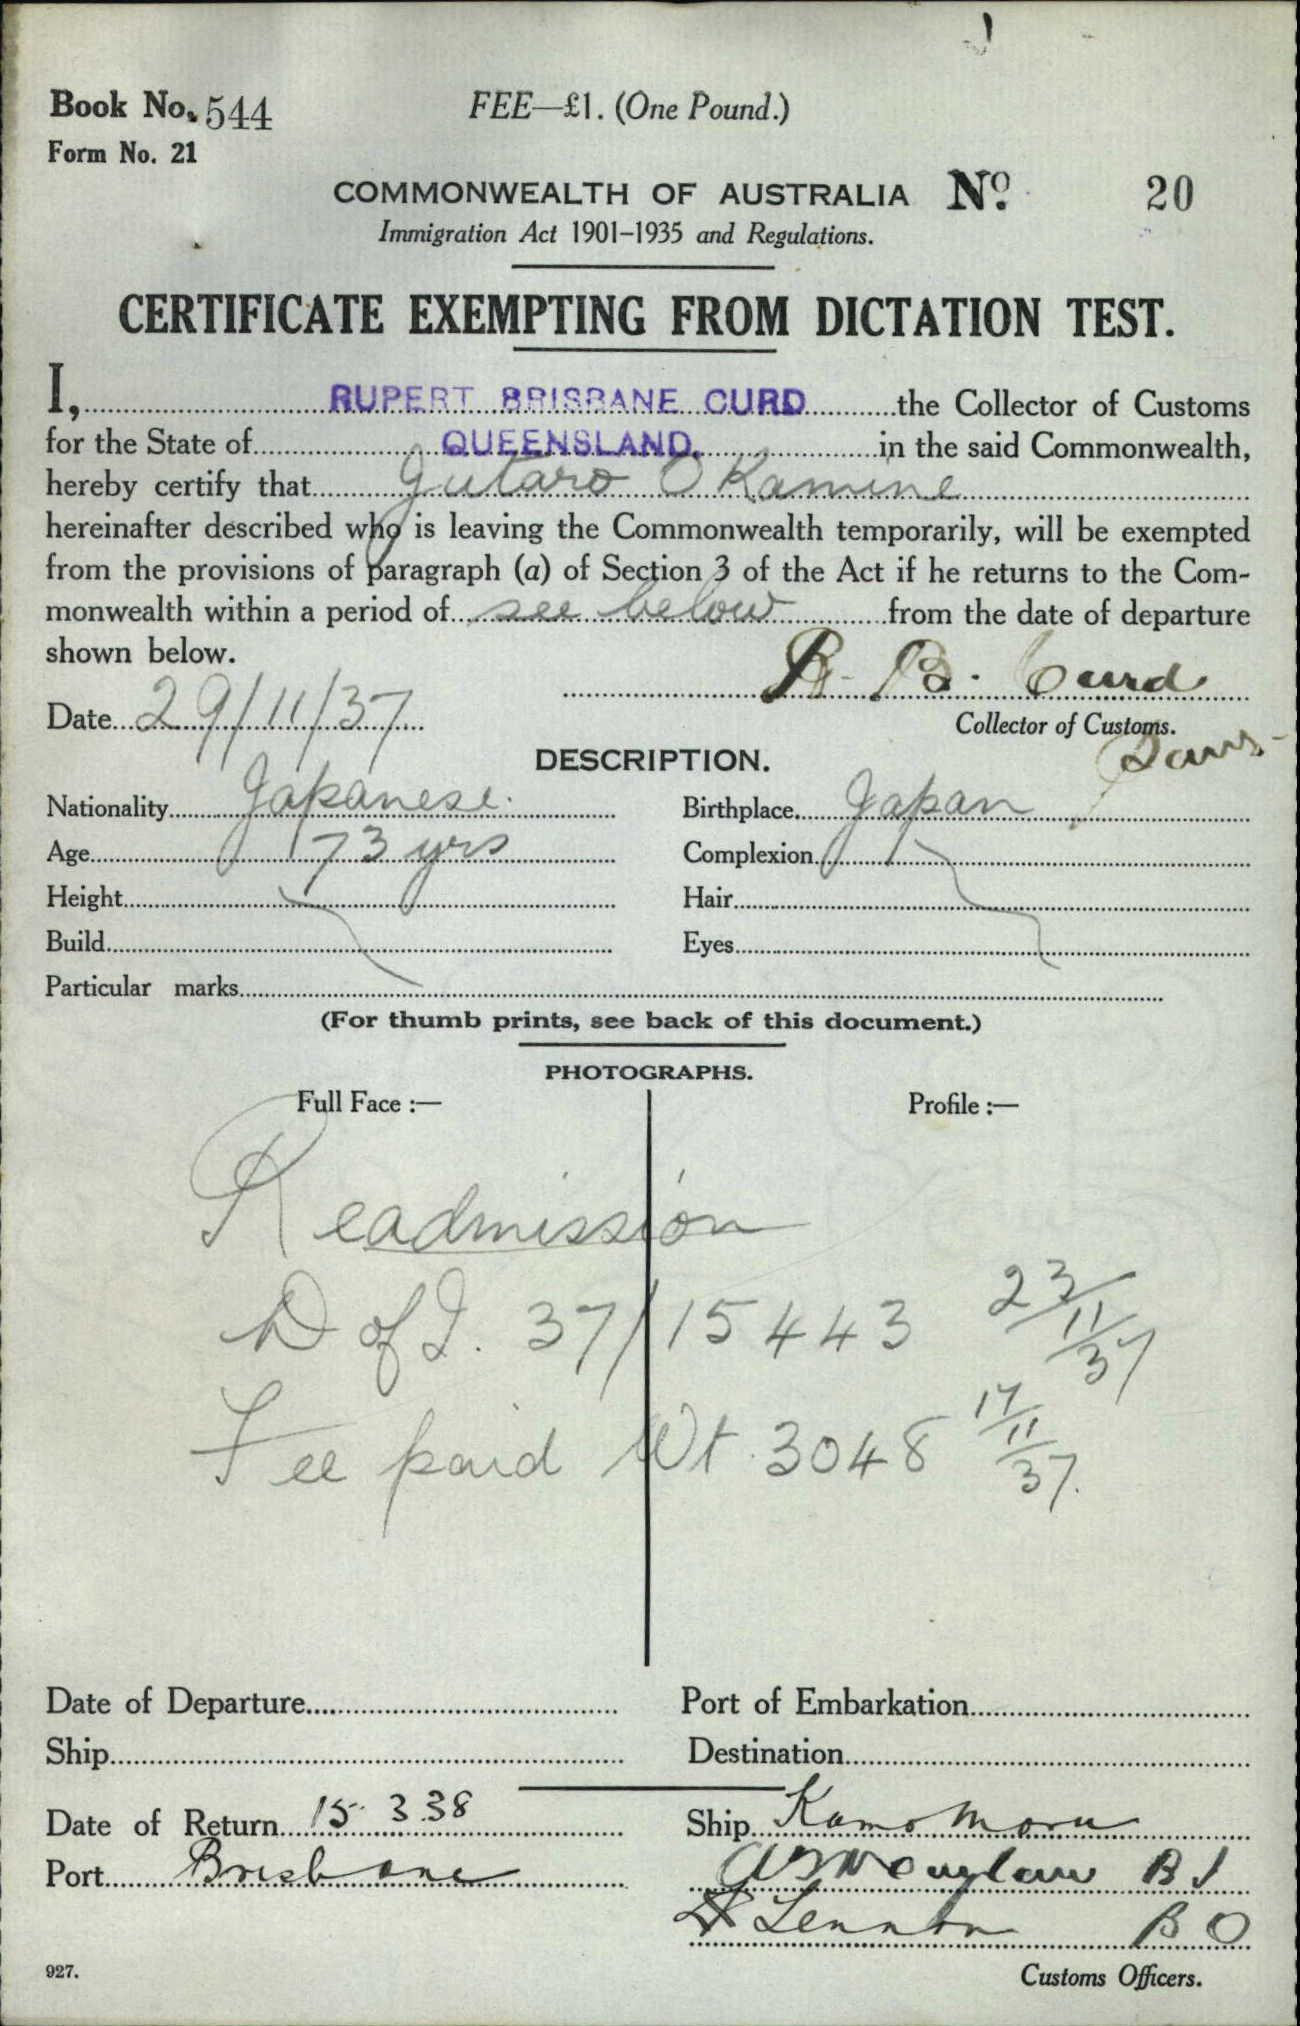 Book No. 544
FEE—£1. (One Pound.)
Form No. 21
COMMONWEALTH OF AUSTRALIA No. 20
Immigration Act 1901–1935 and Regulations.
CERTIFICATE EXEMPTING FROM DICTATION TEST.
I, RUPERT BRISBANE CURD the Collector of Customs
for the State of QUEENSLAND. in the said Commonwealth,
hereby certify that Jutaro Okamine
hereinafter described who is leaving the Commonwealth temporarily, will be exempted
from the provisions of paragraph (a) of Section 3 of the Act if he returns to the Com-
monwealth within a period of see below from the date of departure
shown below.
R. B. Curd
Date 29/11/37
Collector of Customs.
DESCRIPTION.
Nationality Japanese. Birthplace Japan
Age 73 yrs Complexion
Height Hair
Build Eyes
Particular marks
(For thumb prints, see back of this document.)
PHOTOGRAPHS.
Full Face :— Profile :—
Readmission
D of I. 37/15443 23/11/37
Fee paid Wt. 3048 17/11/37.
Date of Departure Port of Embarkation
Ship Destination
Date of Return 15 3 38 Ship Kamo Maru
Port Brisbane B I
Lennon B O
927.
Customs Officers.